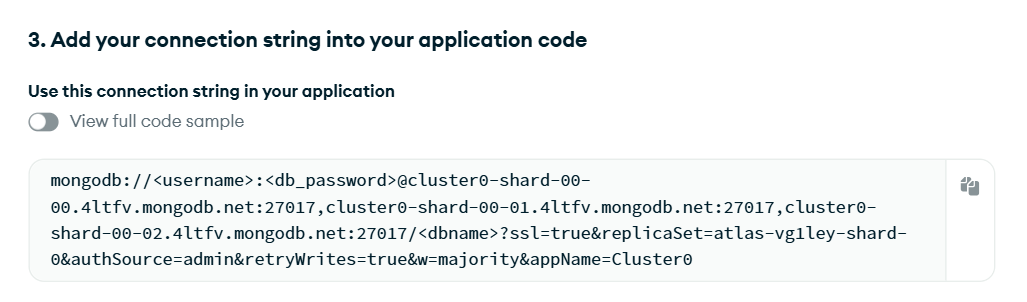 3. Add your connection string into your application code
Use this connection string in your application
View full code sample
mongodb://<username>:<db_password>@cluster0-shard-00-
00.4ltfv.mongodb.net:27017,cluster0-shard-00-01.4ltfv.mongodb.net:27017,cluster0-
shard-00-02.4ltfv.mongodb.net:27017/<dbname>?ssl=true&replicaSet=atlas-vg1ley-shard-
0&authSource=admin&retryWrites=true&w=majority&appName=Cluster0